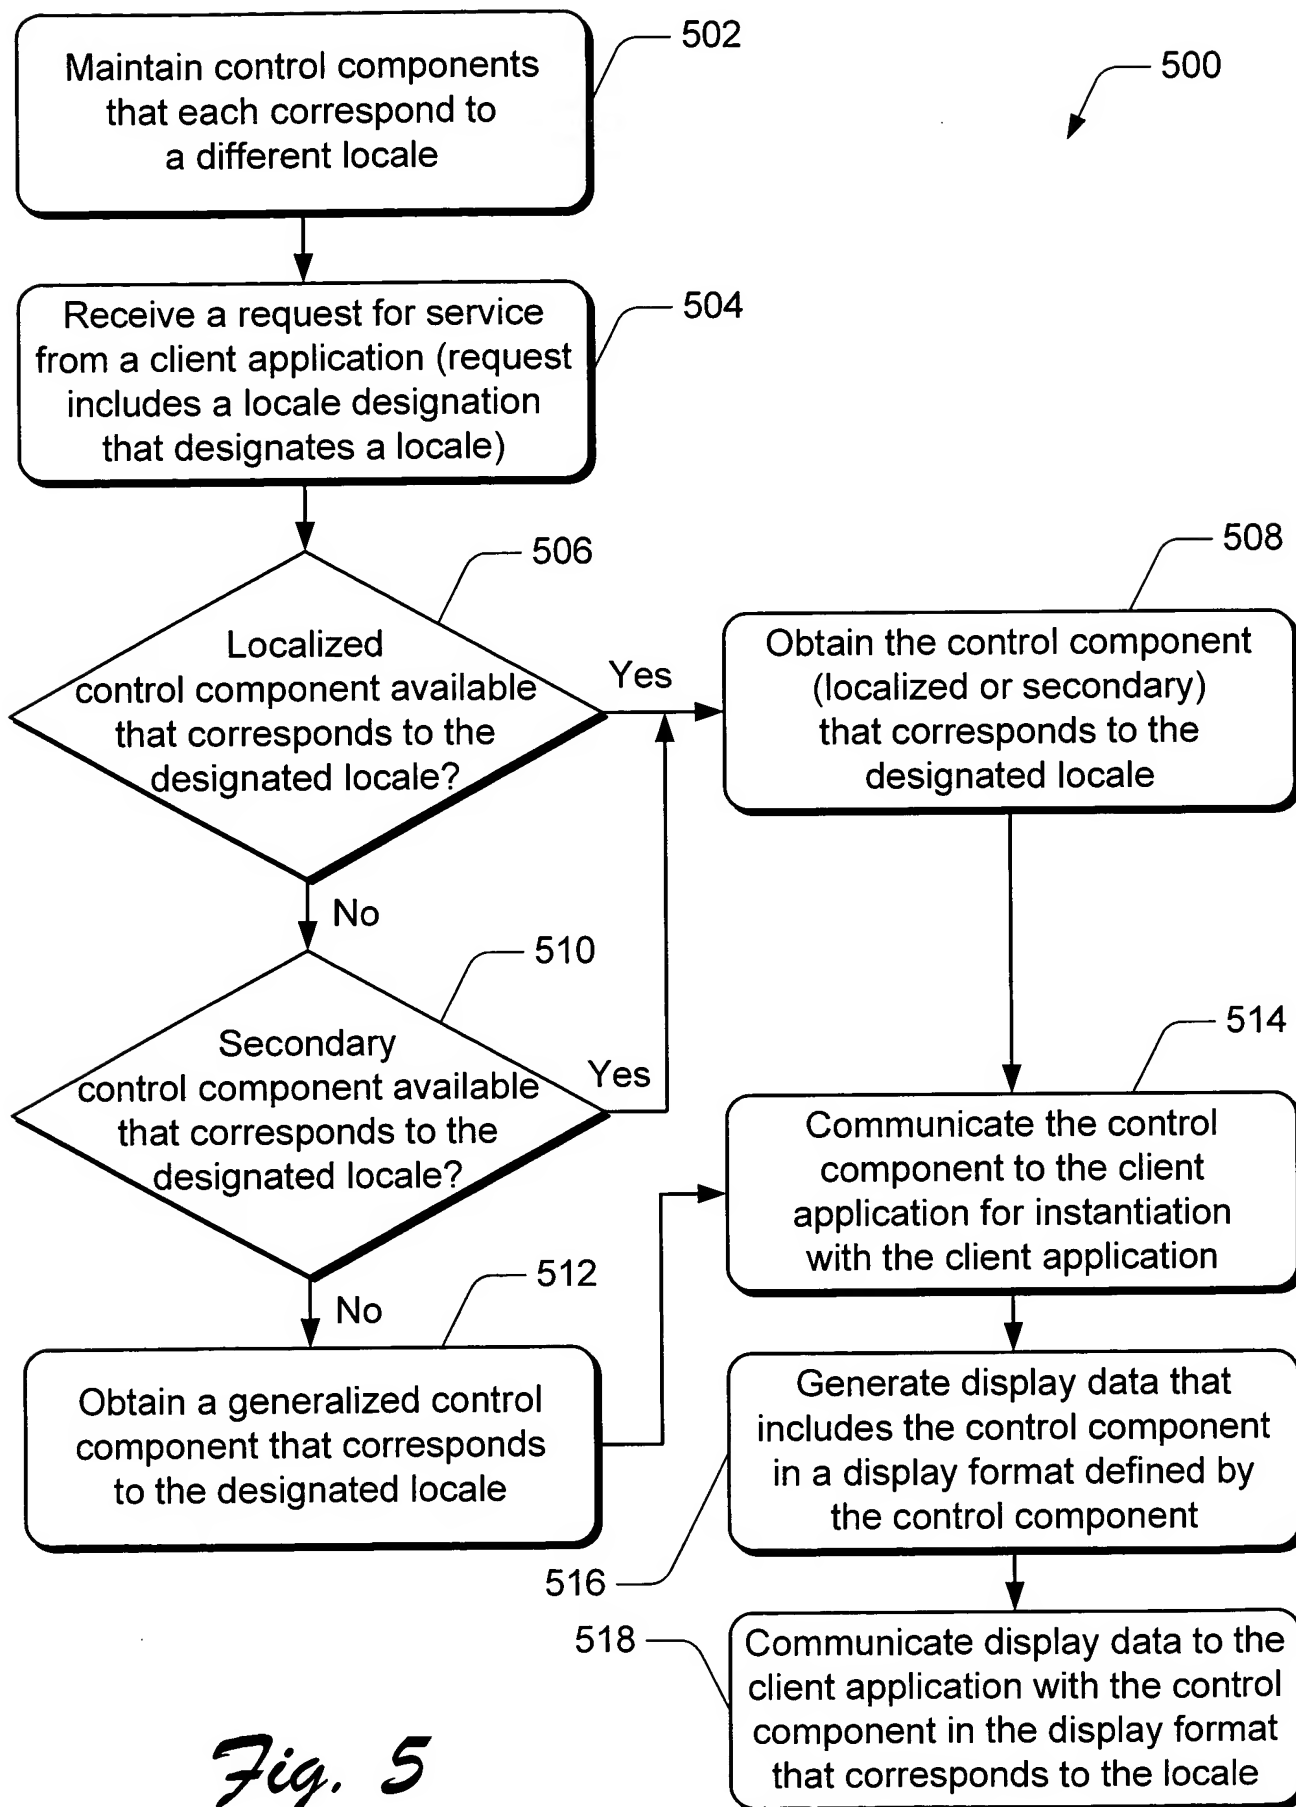 502
Maintain control components
that each correspond to
a different locale
500
504
Receive a request for service
from a client application (request
includes a locale designation
that designates a locale)
506
Localized
control component available
that corresponds to the
designated locale?
Yes
508
Obtain the control component
(localized or secondary)
that corresponds to the
designated locale
No
510
Secondary
control component available
that corresponds to the
designated locale?
Yes
514
Communicate the control
component to the client
application for instantiation
with the client application
No
512
Obtain a generalized control
component that corresponds
to the designated locale
Generate display data that
includes the control component
in a display format defined by
the control component
516
518
Communicate display data to the
client application with the control
component in the display format
that corresponds to the locale
Fig. 5